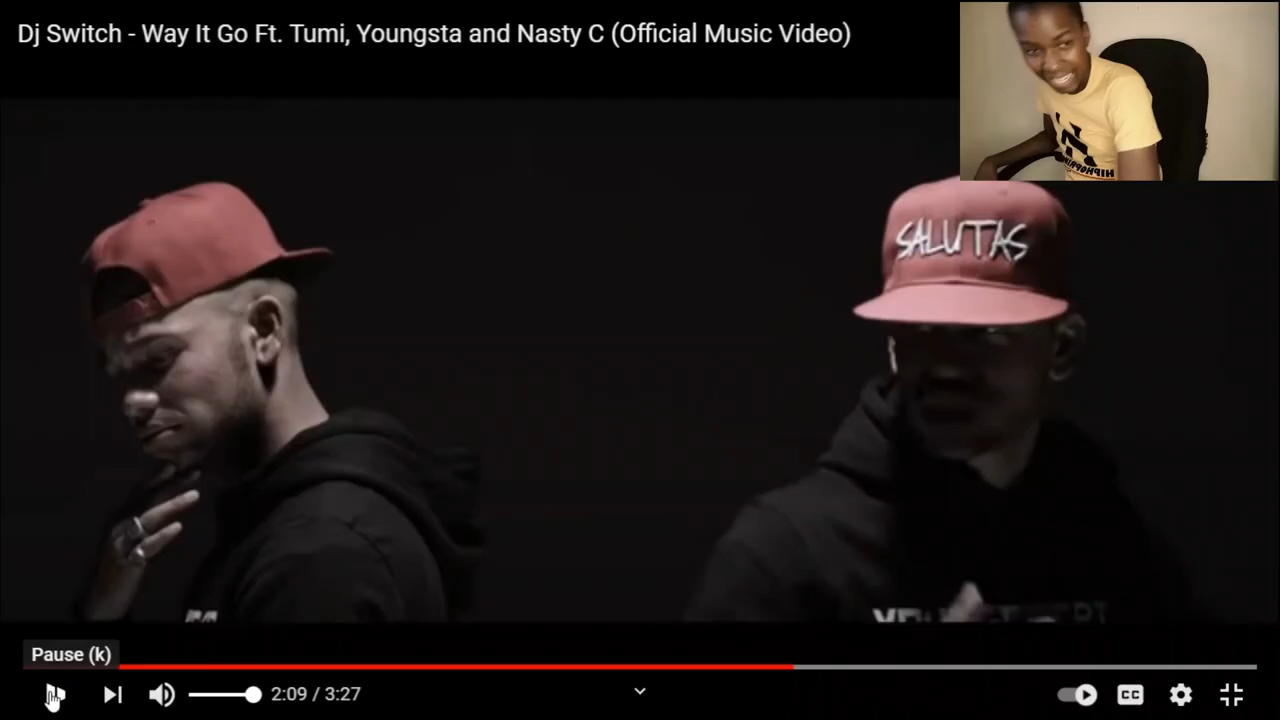 Dj Switch - Way It Go Ft. Tumi, Youngsta and Nasty C (Official Music Video)
SALUTAS
Pause (k)
2:09 / 3:27
CC